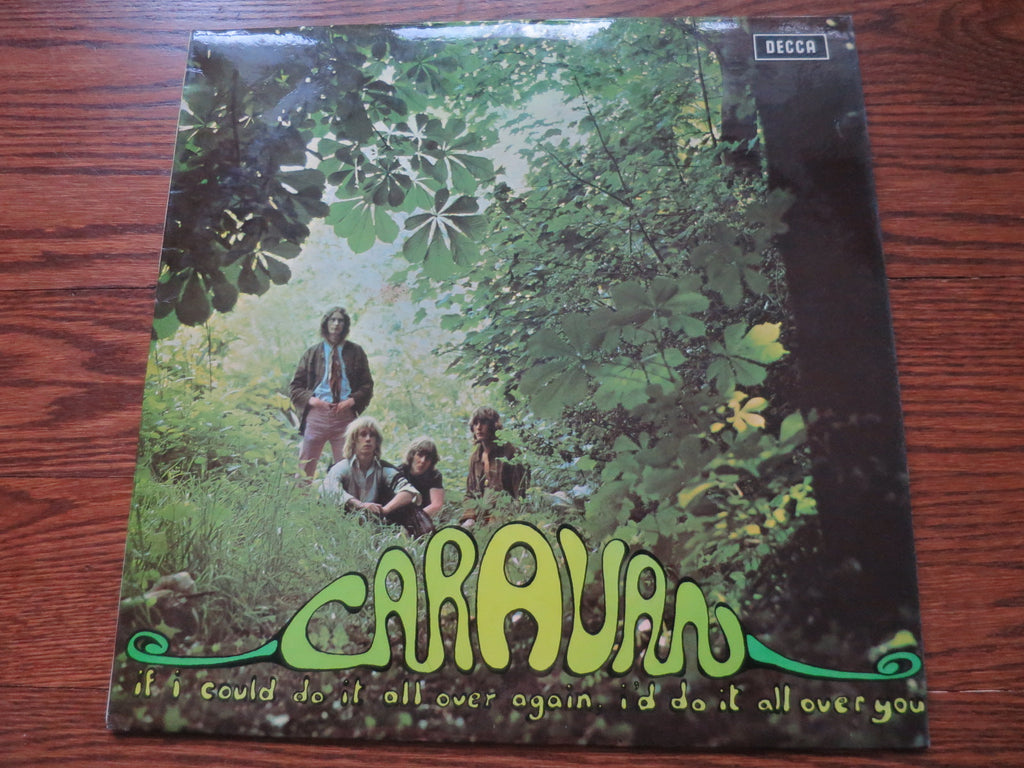 DECCA
CARAVAN
if i could do it all over again. i'd do it all over you